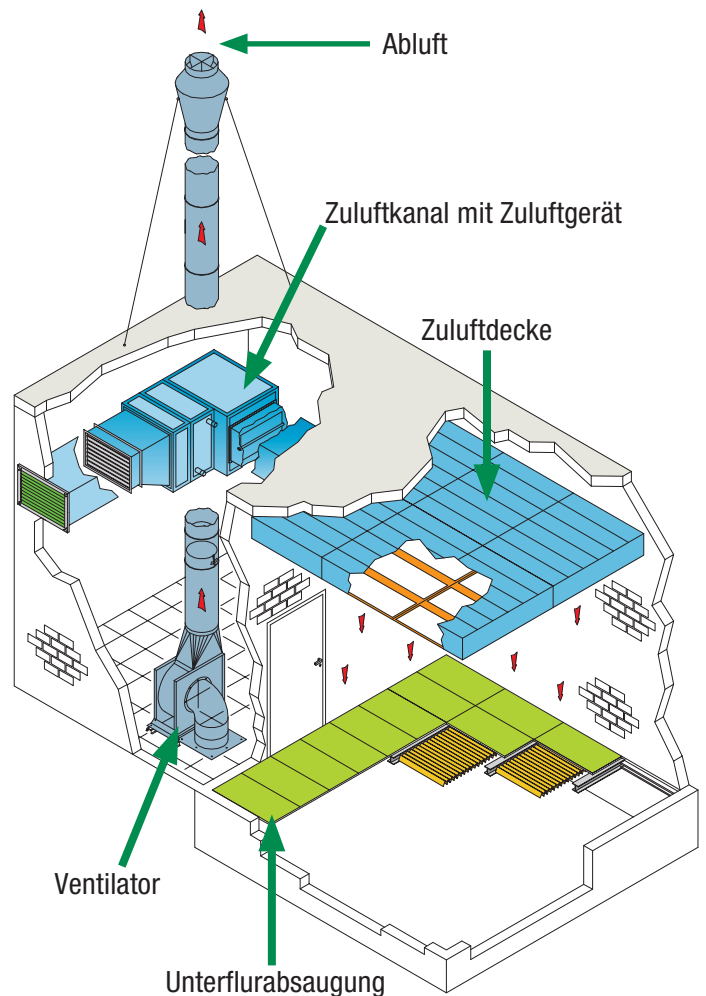 Abluft
Zuluftkanal mit Zuluftgerät
Zuluftdecke
Ventilator
Unterflurabsaugung